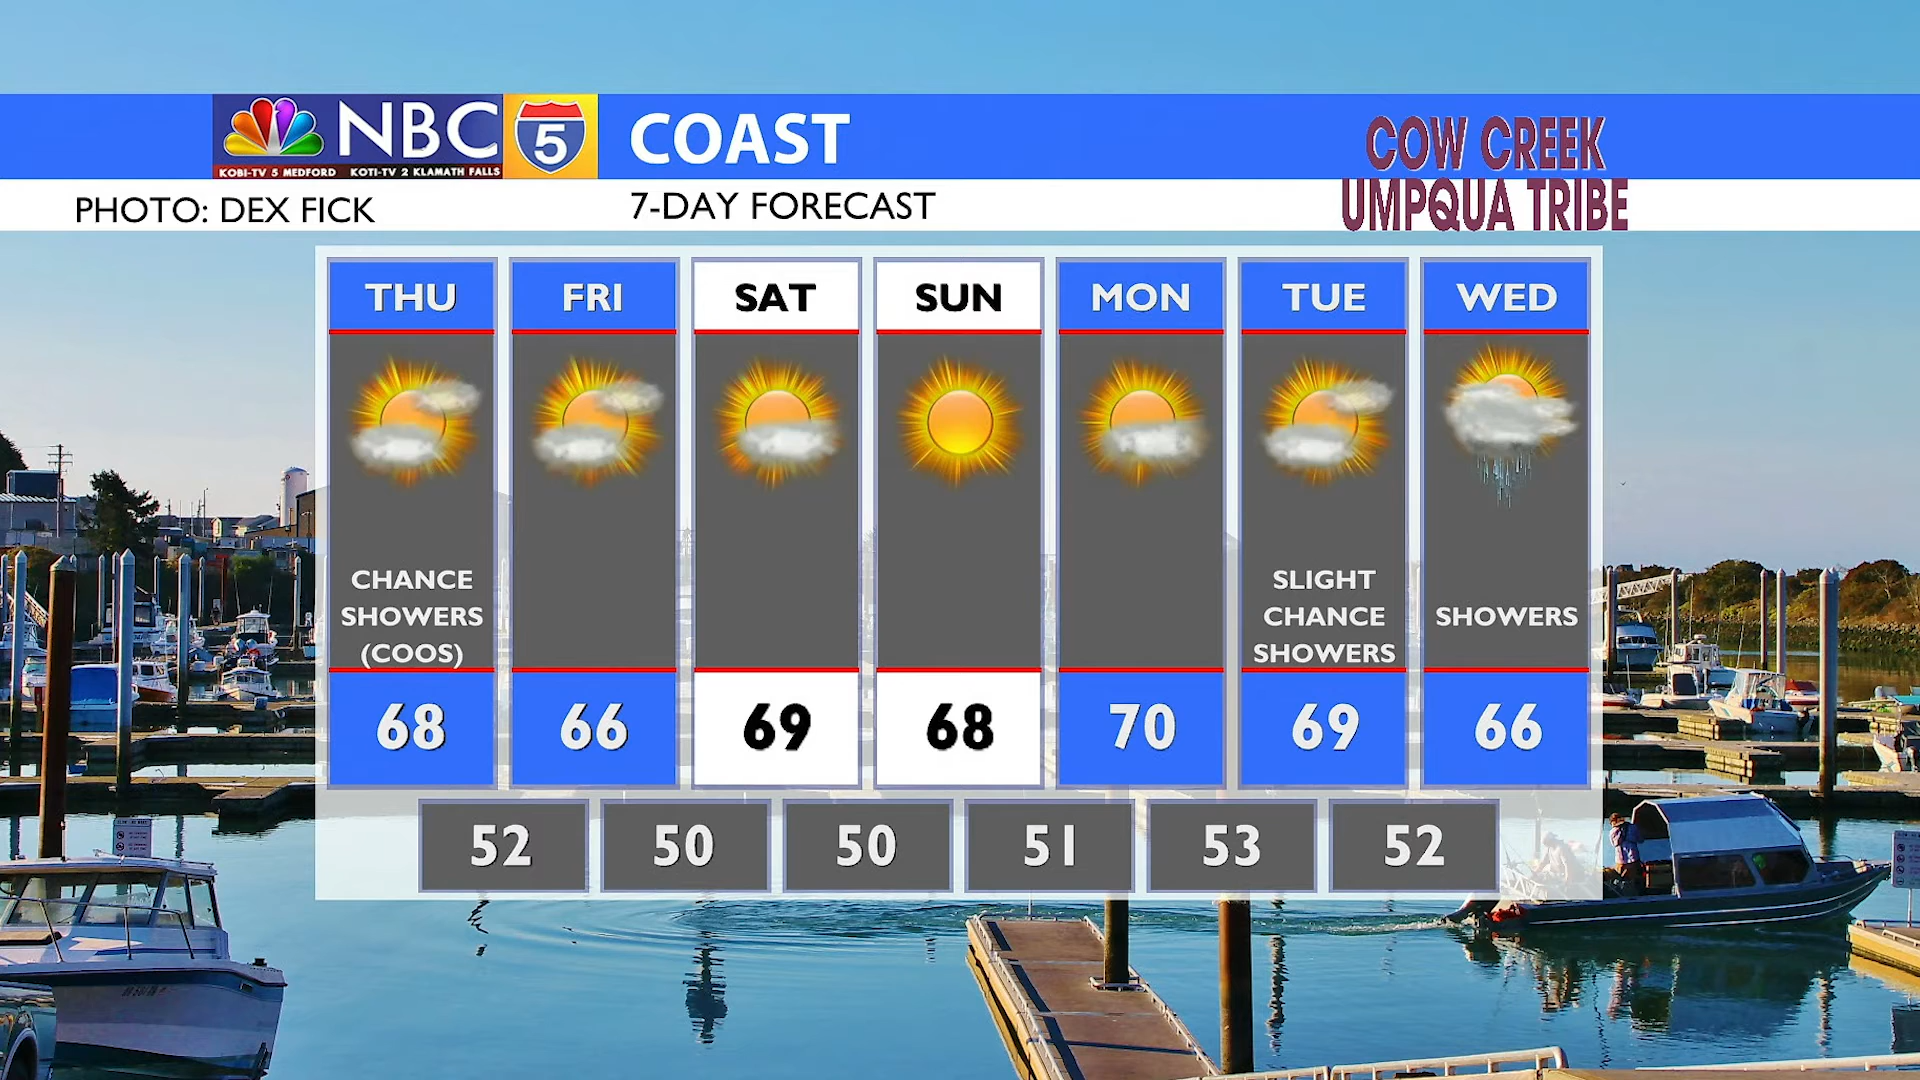 NBC 5
KOBI-TV 5 MEDFORD KOTI-TV 2 KLAMATH FALLS
COAST
COW CREEK
UMPQUA TRIBE
PHOTO: DEX FICK
7-DAY FORECAST
THU FRI SAT SUN MON TUE WED
CHANCE
SHOWERS
(COOS)
SLIGHT
CHANCE
SHOWERS
SHOWERS
68 66 69 68 70 69 66
52 50 50 51 53 52